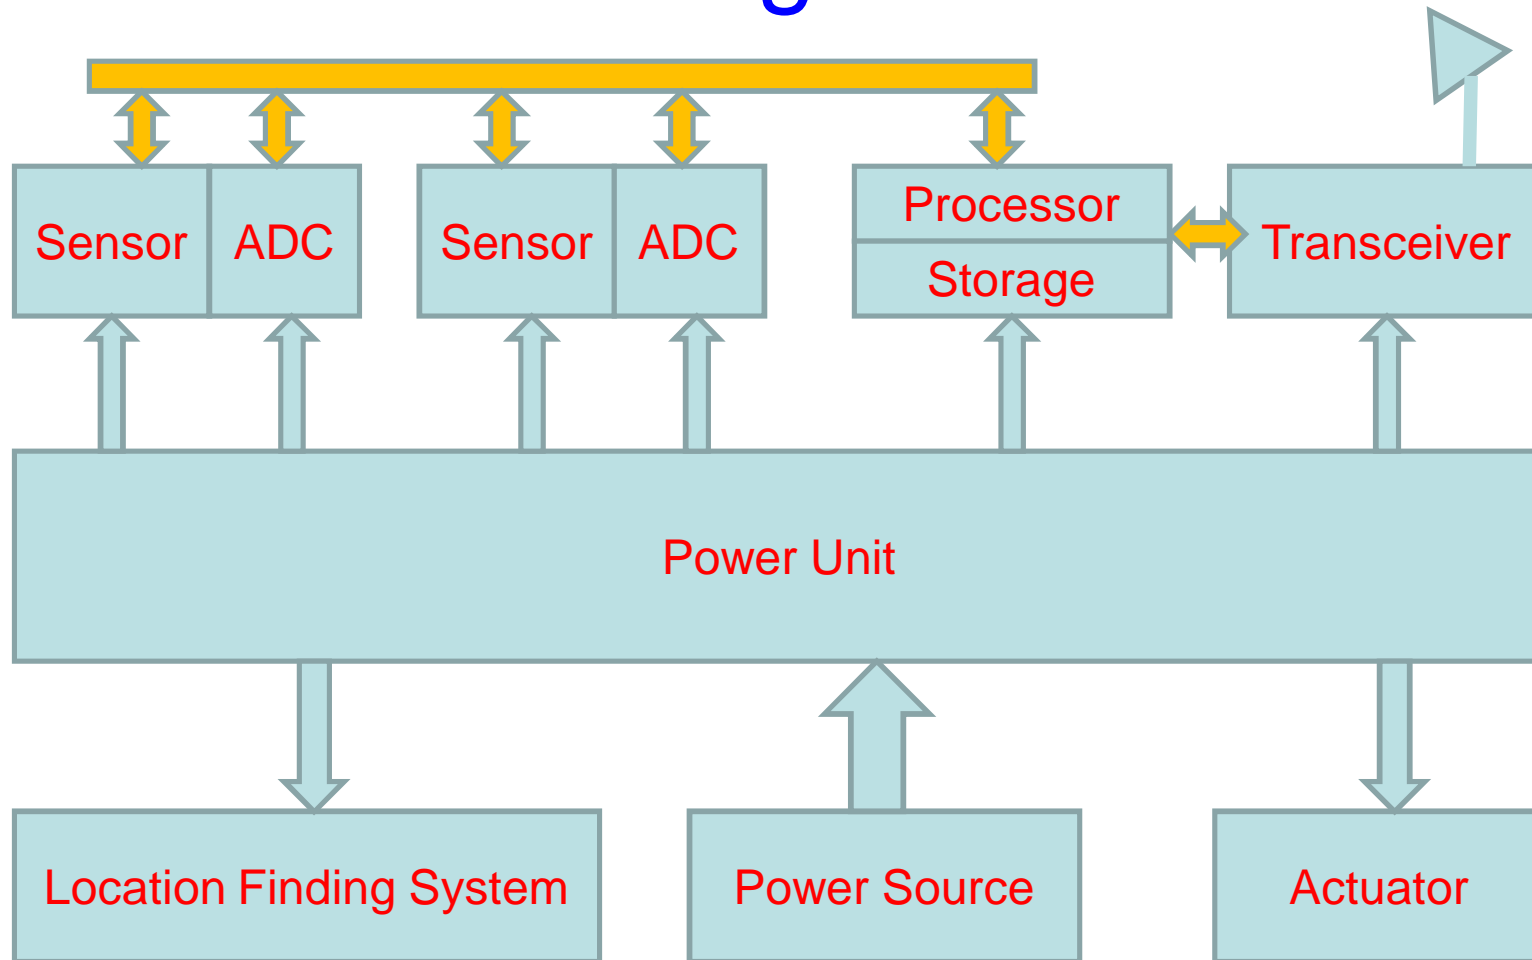 Sensor ADC Sensor ADC Processor Transceiver
Storage
Power Unit
Location Finding System Power Source Actuator